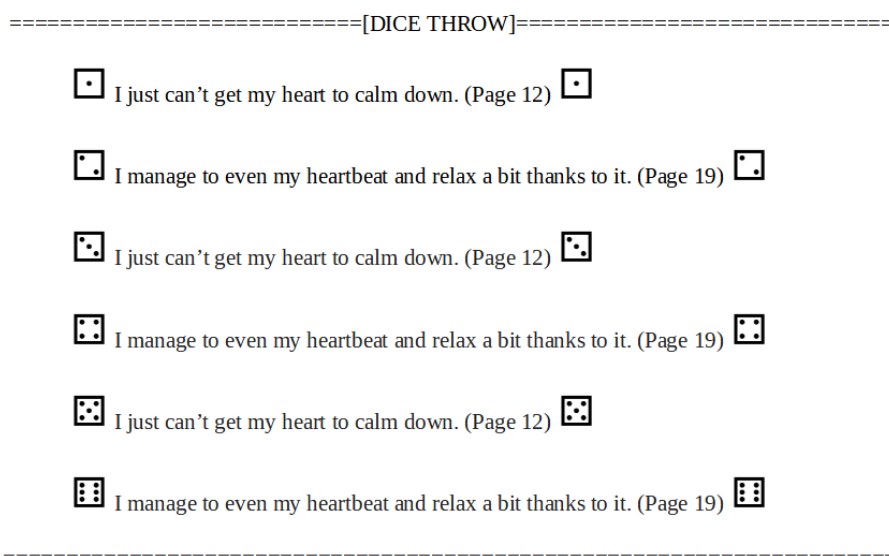 ============================[DICE THROW]==============================
⚀ I just can’t get my heart to calm down. (Page 12) ⚀
⚁ I manage to even my heartbeat and relax a bit thanks to it. (Page 19) ⚁
⚂ I just can’t get my heart to calm down. (Page 12) ⚂
⚃ I manage to even my heartbeat and relax a bit thanks to it. (Page 19) ⚃
⚄ I just can’t get my heart to calm down. (Page 12) ⚄
⚅ I manage to even my heartbeat and relax a bit thanks to it. (Page 19) ⚅
======================================================================